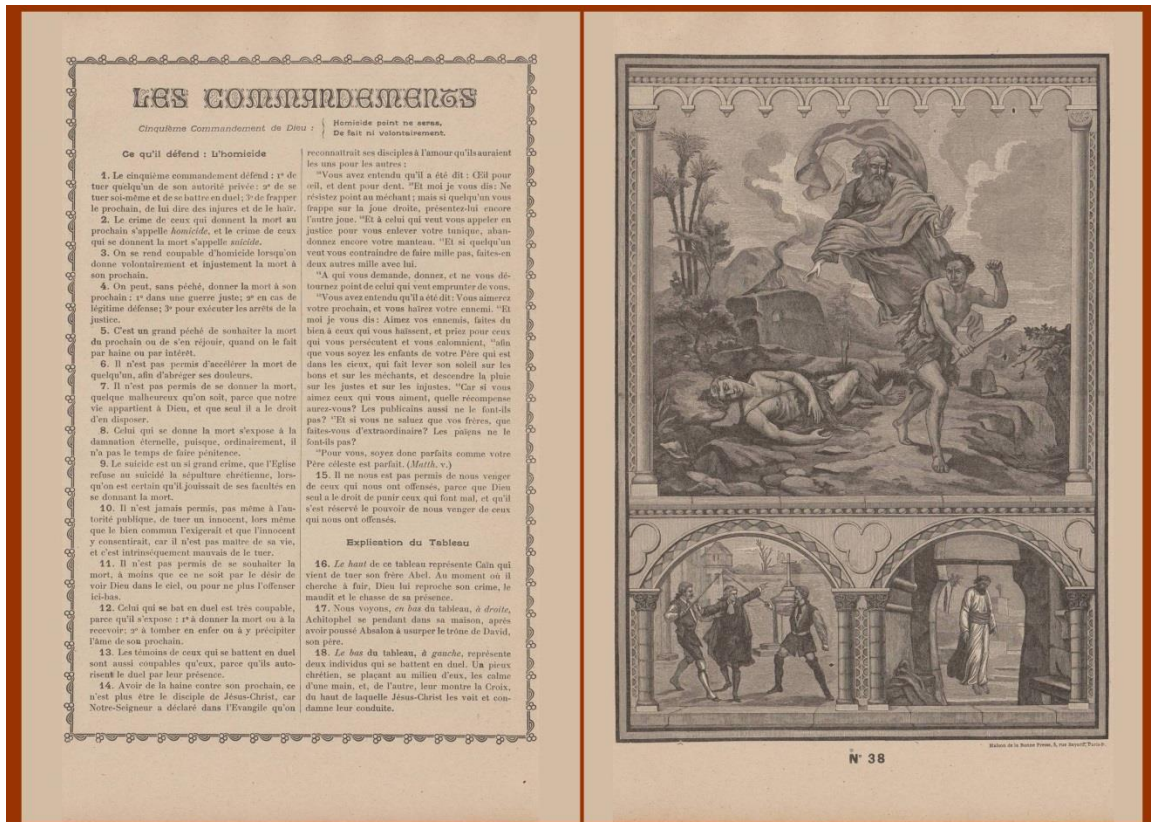 LES COMMANDEMENTS
Cinquième Commandement de Dieu :
Homicide point ne seras,
De fait ni volontairement.
Ce qu'il défend : L'homicide
1. Le cinquième commandement défend : 1º de
tuer quelqu'un de son autorité privée; 2º de se
tuer soi-même et de se battre en duel; 3º de frapper
le prochain, de lui dire des injures et de le haïr.
2. Le crime de ceux qui donnent la mort au
prochain s'appelle homicide, et le crime de ceux
qui se donnent la mort s'appelle suicide.
3. On se rend coupable d'homicide lorsqu'on
donne volontairement et injustement la mort à
son prochain.
4. On peut, sans péché, donner la mort à son
prochain : 1º dans une guerre juste; 2º en cas de
légitime défense; 3º pour exécuter les arrêts de la
justice.
5. C'est un grand péché de souhaiter la mort
du prochain ou de s'en réjouir, quand on le fait
par haine ou par intérêt.
6. Il n'est pas permis d'accélérer la mort de
quelqu'un, afin d'abréger ses douleurs.
7. Il n'est pas permis de se donner la mort,
quelque malheureux qu'on soit, parce que notre
vie appartient à Dieu, et que seul il a le droit
d'en disposer.
8. Celui qui se donne la mort s'expose à la
damnation éternelle, puisque, ordinairement, il
n'a pas le temps de faire pénitence.
9. Le suicide est un si grand crime, que l'Eglise
refuse au suicidé la sépulture chrétienne, lors-
qu'on est certain qu'il jouissait de ses facultés en
se donnant la mort.
10. Il n'est jamais permis, pas même à l'au-
torité publique, de tuer un innocent, lors même
que le bien commun l'exigerait et que l'innocent
y consentirait, car il n'est pas maître de sa vie,
et c'est intrinsèquement mauvais de le tuer.
11. Il n'est pas permis de se souhaiter la
mort, à moins que ce ne soit par le désir de
voir Dieu dans le ciel, ou pour ne plus l'offenser
ici-bas.
12. Celui qui se bat en duel est très coupable,
parce qu'il s'expose : 1º à donner la mort ou à la
recevoir; 2º à tomber en enfer ou à y précipiter
l'âme de son prochain.
13. Les témoins de ceux qui se battent en duel
sont aussi coupables qu'eux, parce qu'ils auto-
risent le duel par leur présence.
14. Avoir de la haine contre son prochain, ce
n'est plus être le disciple de Jésus-Christ, car
Notre-Seigneur a déclaré dans l'Evangile qu'on
reconnaîtrait ses disciples à l'amour qu'ils auraient
les uns pour les autres :
"Vous avez entendu qu'il a été dit : Œil pour
œil, et dent pour dent. "Et moi je vous dis: Ne
résistez point au méchant; mais si quelqu'un vous
frappe sur la joue droite, présentez-lui encore
l'autre joue. "Et à celui qui veut vous appeler en
justice pour vous enlever votre tunique, aban-
donnez encore votre manteau. "Et si quelqu'un
veut vous contraindre de faire mille pas, faites-en
deux autres mille avec lui.
"A qui vous demande, donnez, et ne vous dé-
tournez point de celui qui veut emprunter de vous.
"Vous avez entendu qu'il a été dit: Vous aimerez
votre prochain, et vous haïrez votre ennemi. "Et
moi je vous dis: Aimez vos ennemis, faites du
bien à ceux qui vous haïssent, et priez pour ceux
qui vous persécutent et vous calomnient, "afin
que vous soyez les enfants de votre Père qui est
dans les cieux, qui fait lever son soleil sur les
bons et sur les méchants, et descendre la pluie
sur les justes et sur les injustes. "Car si vous
aimez ceux qui vous aiment, quelle récompense
aurez-vous? Les publicains aussi ne le font-ils
pas? "Et si vous ne saluez que vos frères, que
faites-vous d'extraordinaire? Les païens ne le
font-ils pas?
"Pour vous, soyez donc parfaits comme votre
Père céleste est parfait. (Matth. v.)
15. Il ne nous est pas permis de nous venger
de ceux qui nous ont offensés, parce que Dieu
seul a le droit de punir ceux qui font mal, et qu'il
s'est réservé le pouvoir de nous venger de ceux
qui nous ont offensés.
Explication du Tableau
16. Le haut de ce tableau représente Caïn qui
vient de tuer son frère Abel. Au moment où il
cherche à fuir, Dieu lui reproche son crime, le
maudit et le chasse de sa présence.
17. Nous voyons, en bas du tableau, à droite,
Achitophel se pendant dans sa maison, après
avoir poussé Absalon à usurper le trône de David,
son père.
18. Le bas du tableau, à gauche, représente
deux individus qui se battent en duel. Un pieux
chrétien, se plaçant au milieu d'eux, les calme
d'une main, et, de l'autre, leur montre la Croix,
du haut de laquelle Jésus-Christ les voit et con-
damne leur conduite.
Maison de la Bonne Presse, 5, rue Bayard, Paris
Nº 38